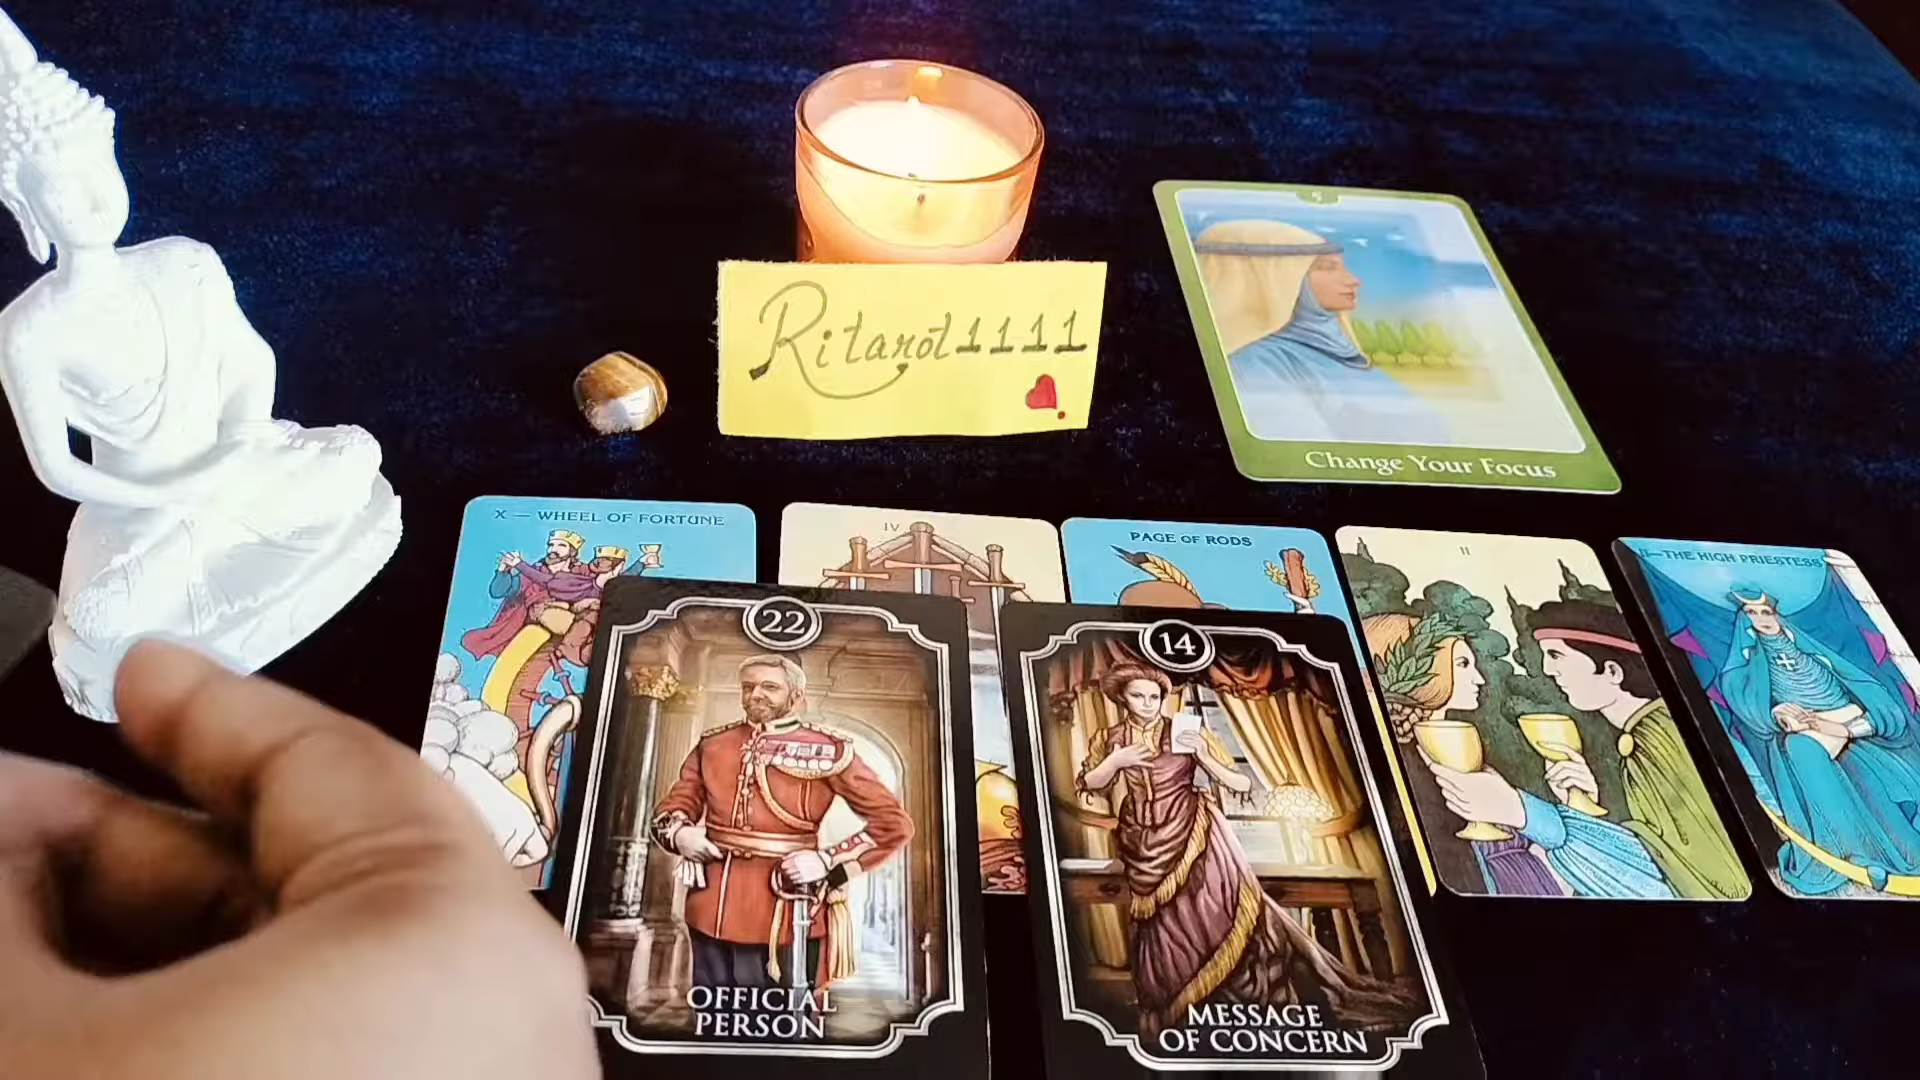 Ritarot1111
5
Change Your Focus
X — WHEEL OF FORTUNE
IV
PAGE OF RODS
II
II—THE HIGH PRIESTESS
22
14
OFFICIAL
PERSON
MESSAGE
OF CONCERN